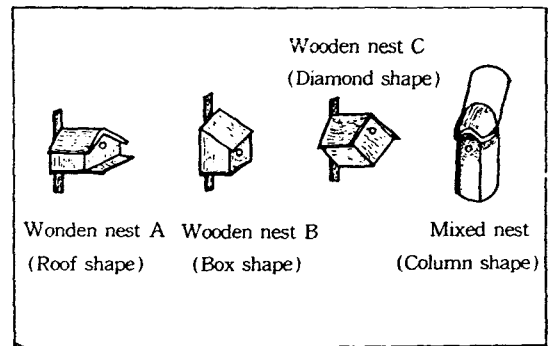 Wooden nest C
(Diamond shape)
Wonden nest A
(Roof shape)
Wooden nest B
(Box shape)
Mixed nest
(Column shape)